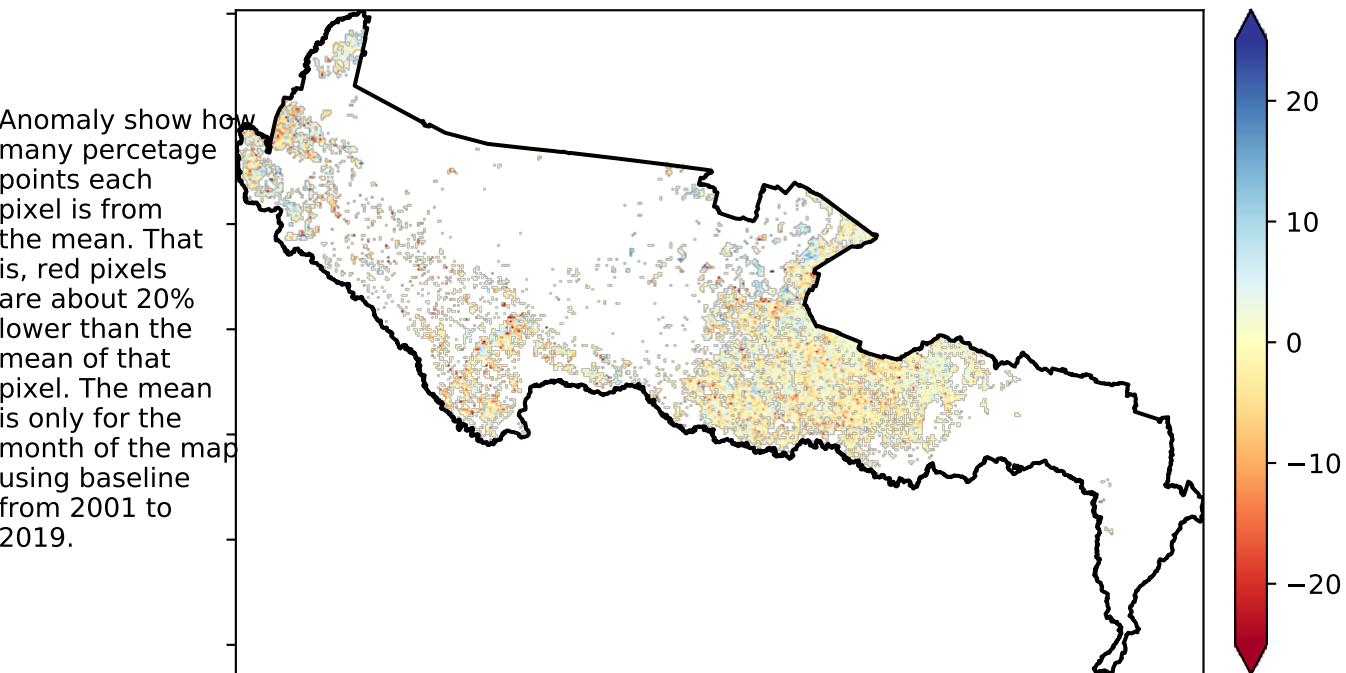 Anomaly show how
many percetage
points each
pixel is from
the mean. That
is, red pixels
are about 20%
lower than the
mean of that
pixel. The mean
is only for the
month of the map
using baseline
from 2001 to
2019.
20
10
0
−10
−20